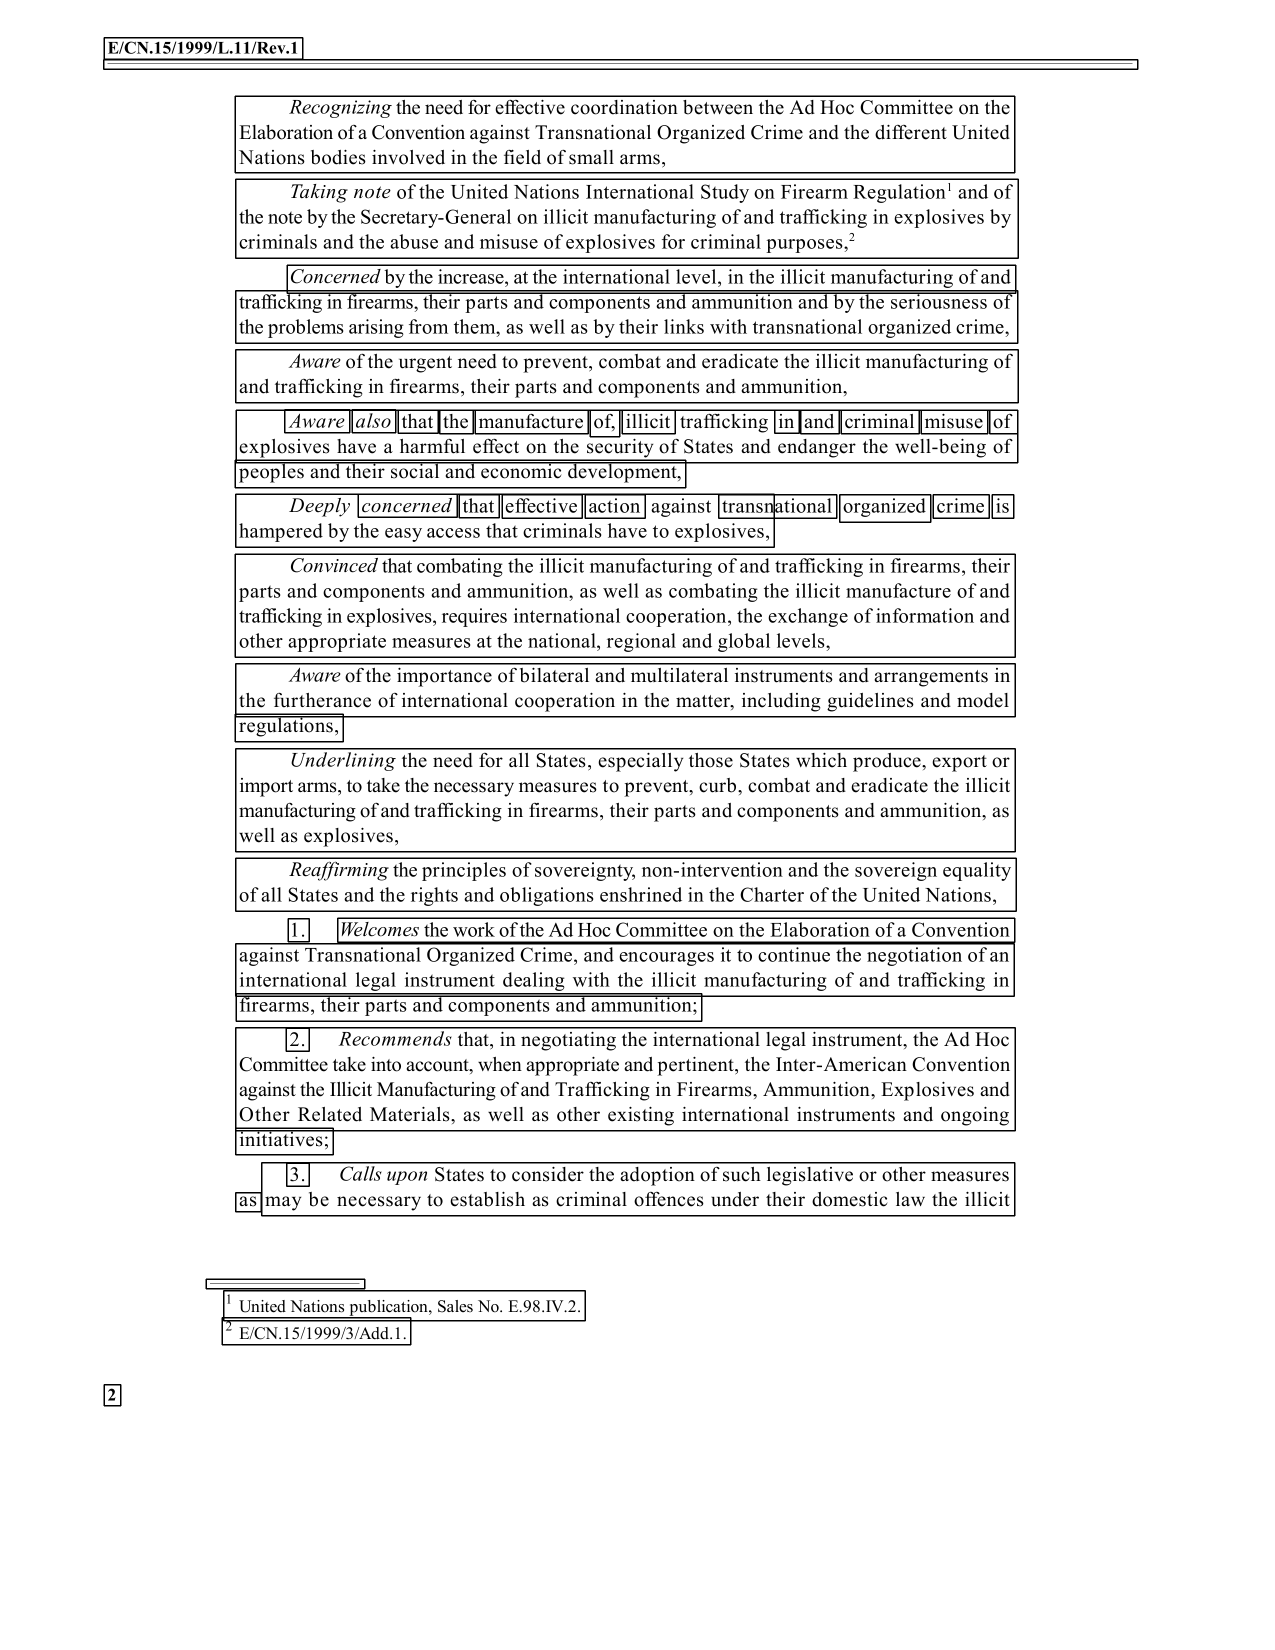 E/CN.15/1999/L.11/Rev.1
Recognizing the need for effective coordination between the Ad Hoc Committee on the
Elaboration of a Convention against Transnational Organized Crime and the different United
Nations bodies involved in the field of small arms,
Taking note of the United Nations International Study on Firearm Regulation1 and of
the note by the Secretary-General on illicit manufacturing of and trafficking in explosives by
criminals and the abuse and misuse of explosives for criminal purposes,2
Concerned by the increase, at the international level, in the illicit manufacturing of and
trafficking in firearms, their parts and components and ammunition and by the seriousness of
the problems arising from them, as well as by their links with transnational organized crime,
Aware of the urgent need to prevent, combat and eradicate the illicit manufacturing of
and trafficking in firearms, their parts and components and ammunition,
Aware also that the manufacture of, illicit trafficking in and criminal misuse of
explosives have a harmful effect on the security of States and endanger the well-being of
peoples and their social and economic development,
Deeply concerned that effective action against transnational organized crime is
hampered by the easy access that criminals have to explosives,
Convinced that combating the illicit manufacturing of and trafficking in firearms, their
parts and components and ammunition, as well as combating the illicit manufacture of and
trafficking in explosives, requires international cooperation, the exchange of information and
other appropriate measures at the national, regional and global levels,
Aware of the importance of bilateral and multilateral instruments and arrangements in
the furtherance of international cooperation in the matter, including guidelines and model
regulations,
Underlining the need for all States, especially those States which produce, export or
import arms, to take the necessary measures to prevent, curb, combat and eradicate the illicit
manufacturing of and trafficking in firearms, their parts and components and ammunition, as
well as explosives,
Reaffirming the principles of sovereignty, non-intervention and the sovereign equality
of all States and the rights and obligations enshrined in the Charter of the United Nations,
1. Welcomes the work of the Ad Hoc Committee on the Elaboration of a Convention
against Transnational Organized Crime, and encourages it to continue the negotiation of an
international legal instrument dealing with the illicit manufacturing of and trafficking in
firearms, their parts and components and ammunition;
2. Recommends that, in negotiating the international legal instrument, the Ad Hoc
Committee take into account, when appropriate and pertinent, the Inter-American Convention
against the Illicit Manufacturing of and Trafficking in Firearms, Ammunition, Explosives and
Other Related Materials, as well as other existing international instruments and ongoing
initiatives;
3. Calls upon States to consider the adoption of such legislative or other measures
as may be necessary to establish as criminal offences under their domestic law the illicit
1 United Nations publication, Sales No. E.98.IV.2.
2 E/CN.15/1999/3/Add.1.
2